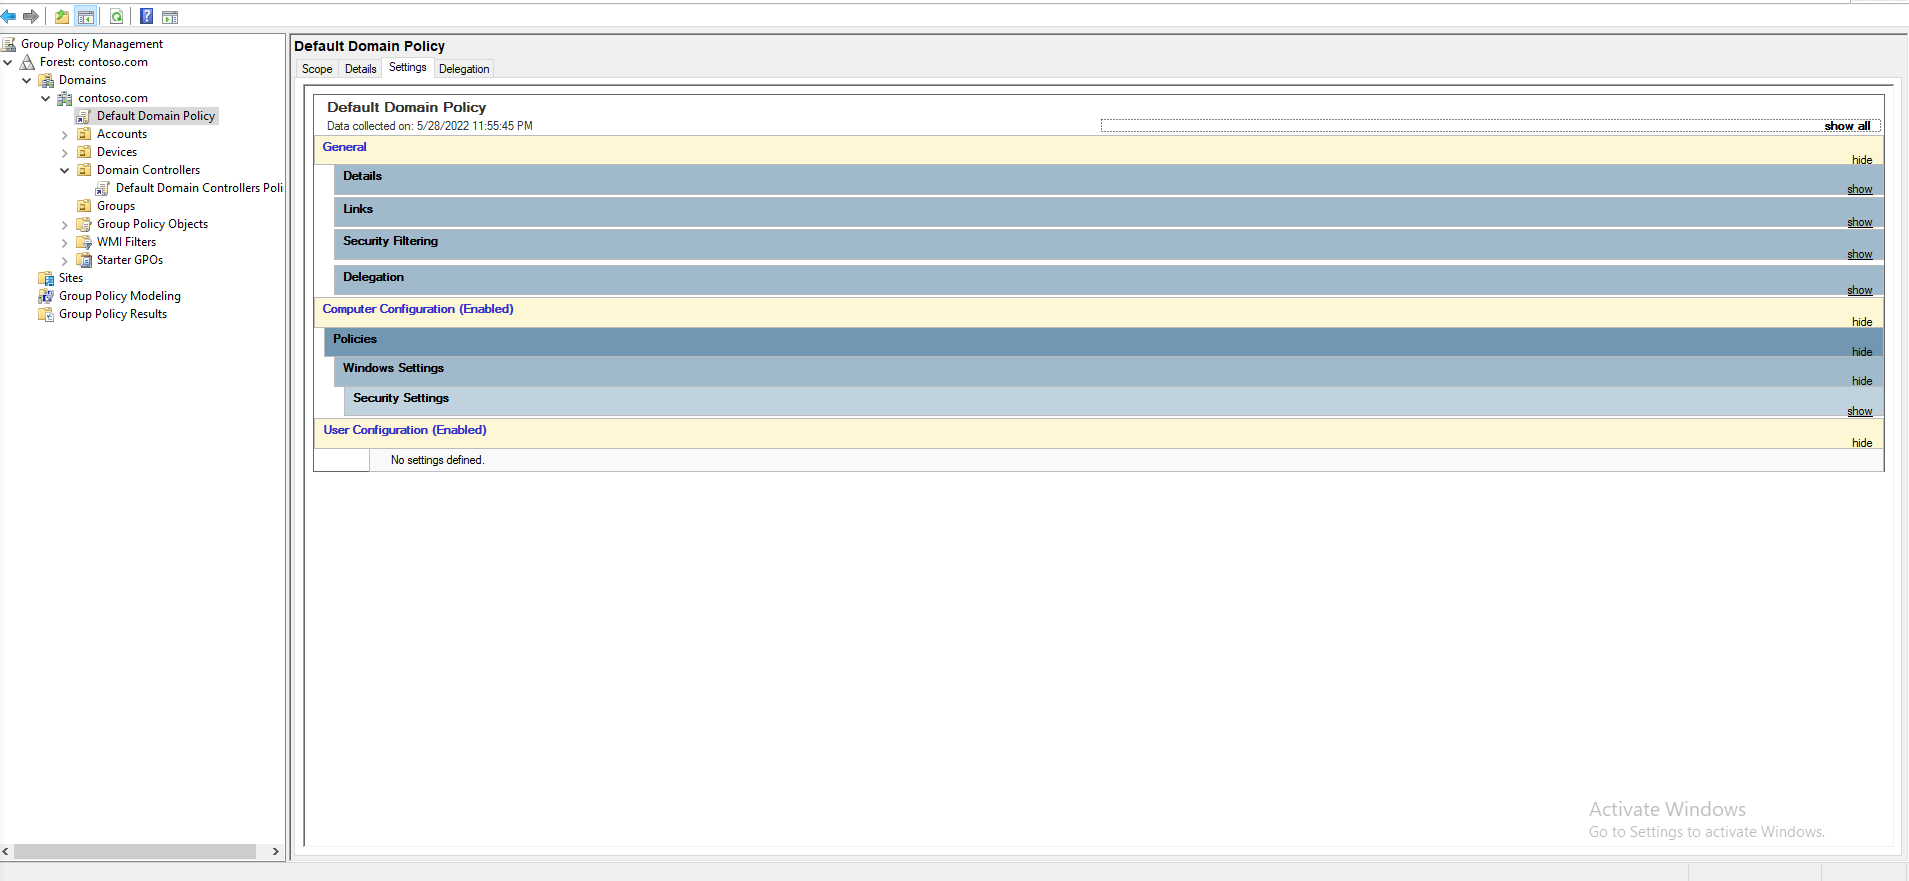 Group Policy Management
Forest: contoso.com
Domains
contoso.com
Default Domain Policy
Accounts
Devices
Domain Controllers
Default Domain Controllers Poli
Groups
Group Policy Objects
WMI Filters
Starter GPOs
Sites
Group Policy Modeling
Group Policy Results
Default Domain Policy
Scope Details Settings Delegation
Default Domain Policy
Data collected on: 5/28/2022 11:55:45 PM
show all
General
hide
Details
show
Links
show
Security Filtering
show
Delegation
show
Computer Configuration (Enabled)
hide
Policies
hide
Windows Settings
hide
Security Settings
show
User Configuration (Enabled)
hide
No settings defined.
Activate Windows
Go to Settings to activate Windows.